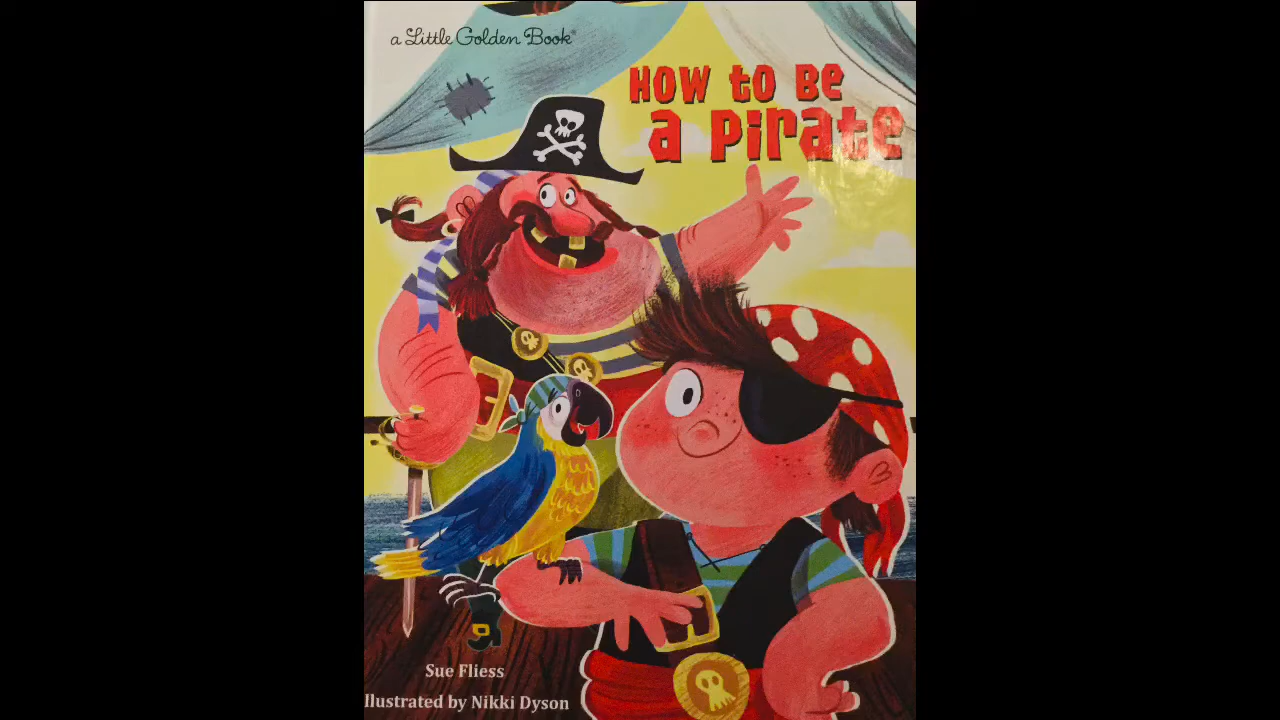 a Little Golden Book®
How to Be
a Pirate
Sue Fliess
llustrated by Nikki Dyson